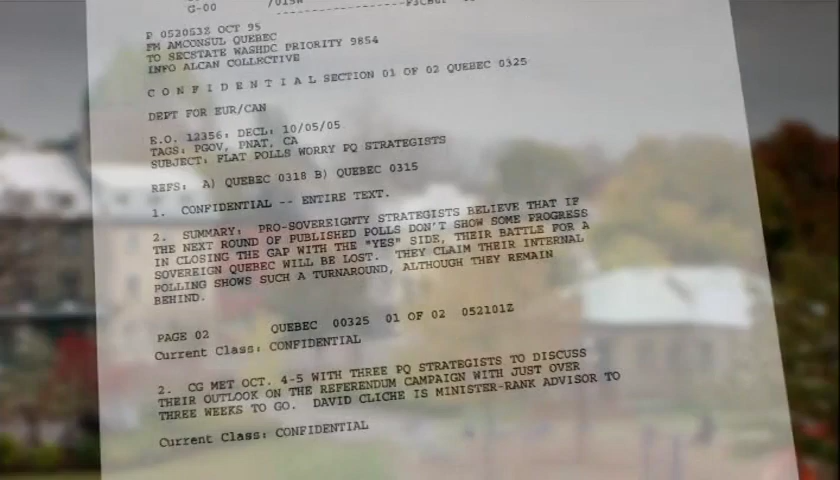 G-00
P 052053Z OCT 95
FM AMCONSUL QUEBEC
TO SECSTATE WASHDC PRIORITY 9854
INFO ALCAN COLLECTIVE
C O N F I D E N T I A L SECTION 01 OF 02 QUEBEC 0325
DEPT FOR EUR/CAN
E.O. 12356: DECL: 10/05/05
TAGS: PGOV, PNAT, CA
SUBJECT: FLAT POLLS WORRY PQ STRATEGISTS
REFS: A) QUEBEC 0318 B) QUEBEC 0315
1. CONFIDENTIAL -- ENTIRE TEXT.
2. SUMMARY: PRO-SOVEREIGNTY STRATEGISTS BELIEVE THAT IF
THE NEXT ROUND OF PUBLISHED POLLS DON'T SHOW SOME PROGRESS
IN CLOSING THE GAP WITH THE "YES" SIDE, THEIR BATTLE FOR A
SOVEREIGN QUEBEC WILL BE LOST. THEY CLAIM THEIR INTERNAL
POLLING SHOWS SUCH A TURNAROUND, ALTHOUGH THEY REMAIN
BEHIND.
PAGE 02 QUEBEC 00325 01 OF 02 052101Z
Current Class: CONFIDENTIAL
2. CG MET OCT. 4-5 WITH THREE PQ STRATEGISTS TO DISCUSS
THEIR OUTLOOK ON THE REFERENDUM CAMPAIGN WITH JUST OVER
THREE WEEKS TO GO. DAVID CLICHE IS MINISTER-RANK ADVISOR TO
Current Class: CONFIDENTIAL